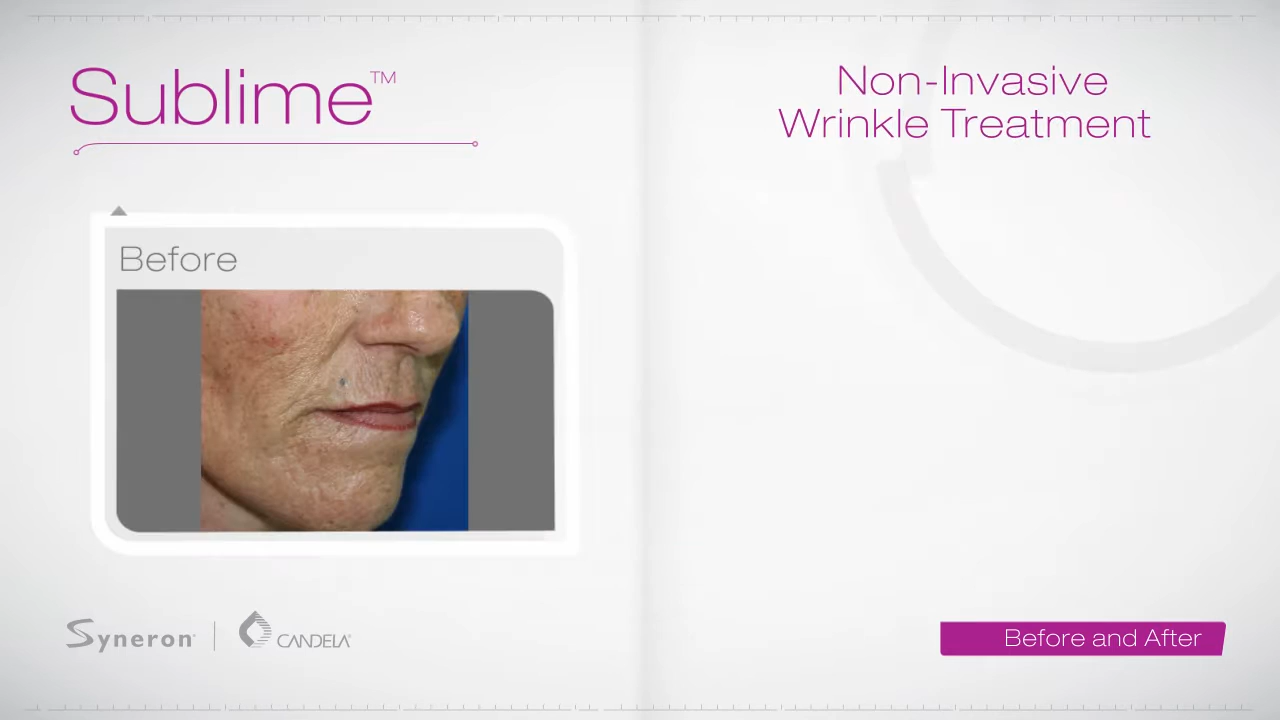 Sublime™
Non-Invasive
Wrinkle Treatment
Before
Syneron
CANDELA
Before and After